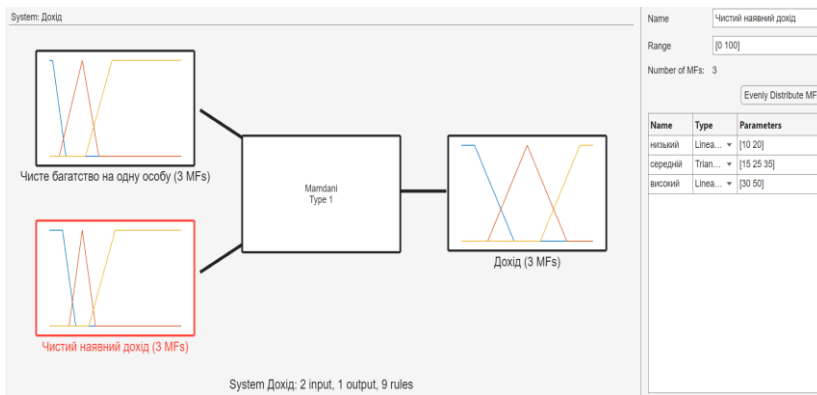 System: Дохід
Чисте багатство на одну особу (3 MFs)
Чистий наявний дохід (3 MFs)
Mamdani
Type 1
Дохід (3 MFs)
System Дохід: 2 input, 1 output, 9 rules
Name Чистий наявний дохід
Range [0 100]
Number of MFs: 3
Evenly Distribute MF
Name Type Parameters
низький Linea... [10 20]
середній Trian... [15 25 35]
високий Linea... [30 50]